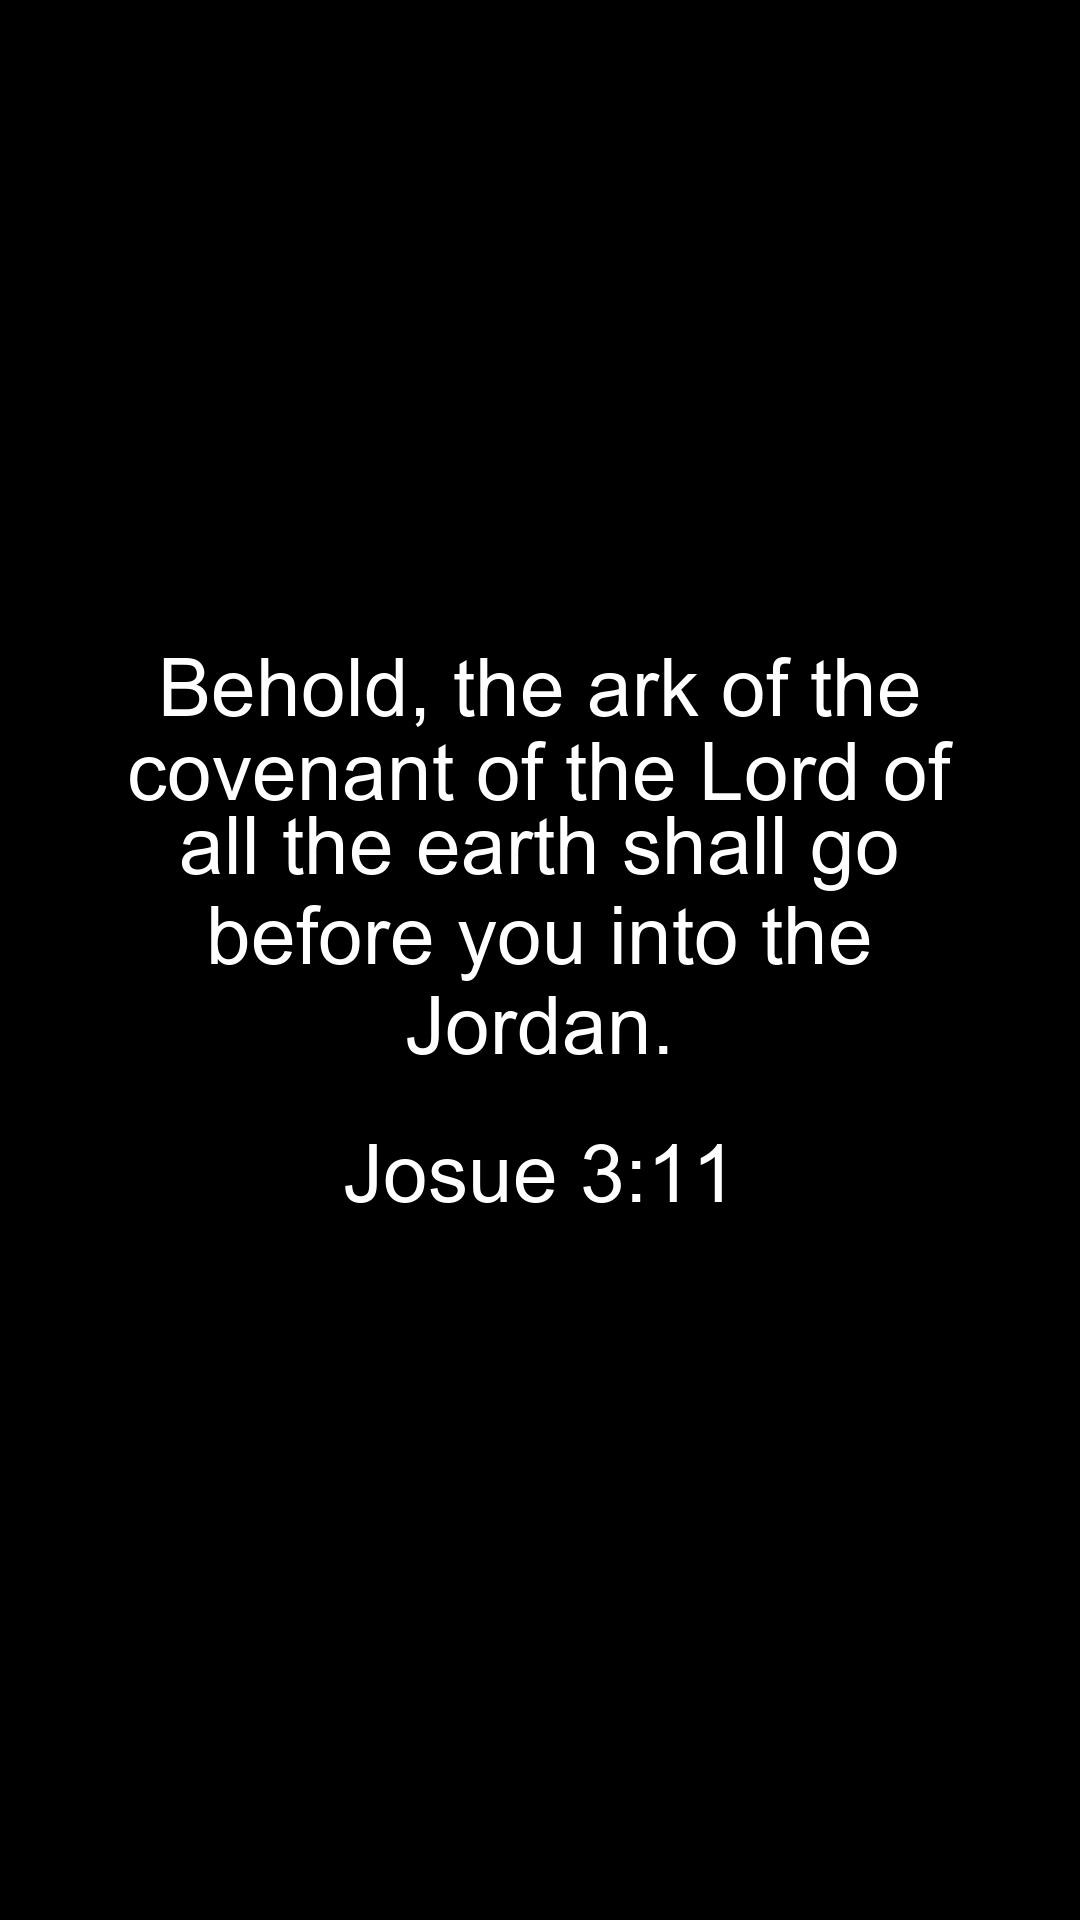 Behold, the ark of the
covenant of the Lord of
all the earth shall go
before you into the
Jordan.
Josue 3:11